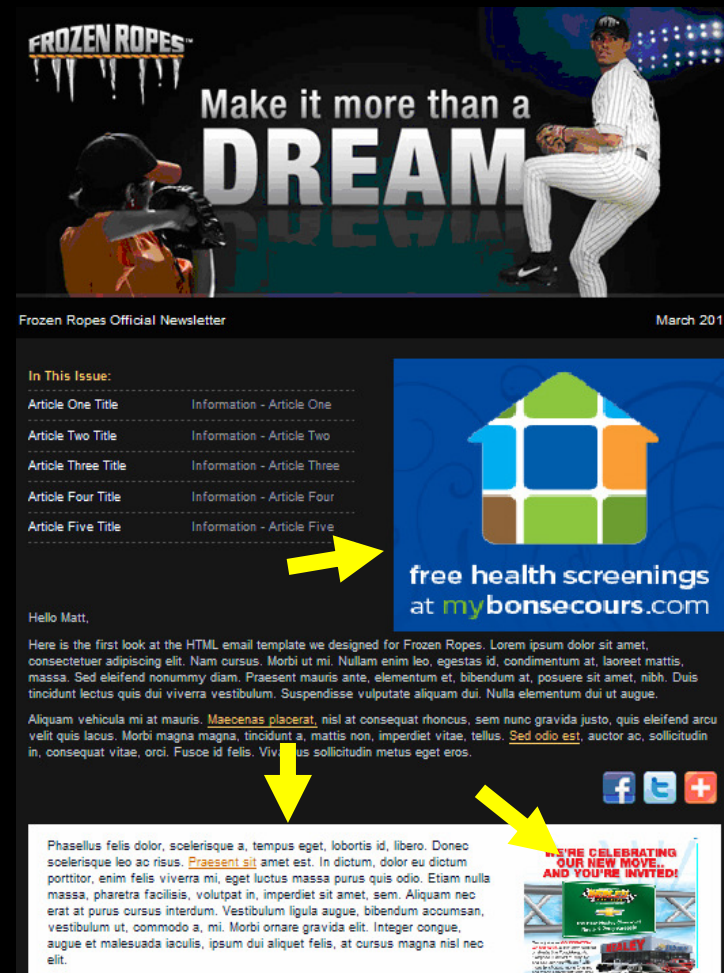 FROZEN ROPES™
Make it more than a
DREAM
Frozen Ropes Official Newsletter
March 201
In This Issue:
Article One Title Information - Article One
Article Two Title Information - Article Two
Article Three Title Information - Article Three
Article Four Title Information - Article Four
Article Five Title Information - Article Five
free health screenings
at mybonsecours.com
Hello Matt,
Here is the first look at the HTML email template we designed for Frozen Ropes. Lorem ipsum dolor sit amet,
consectetuer adipiscing elit. Nam cursus. Morbi ut mi. Nullam enim leo, egestas id, condimentum at, laoreet mattis,
massa. Sed eleifend nonummy diam. Praesent mauris ante, elementum et, bibendum at, posuere sit amet, nibh. Duis
tincidunt lectus quis dui viverra vestibulum. Suspendisse vulputate aliquam dui. Nulla elementum dui ut augue.
Aliquam vehicula mi at mauris. Maecenas placerat, nisl at consequat rhoncus, sem nunc gravida justo, quis eleifend arcu
velit quis lacus. Morbi magna magna, tincidunt a, mattis non, imperdiet vitae, tellus. Sed odio est, auctor ac, sollicitudin
in, consequat vitae, orci. Fusce id felis. sollicitudin metus eget eros.
Phasellus felis dolor, scelerisque a, tempus eget, lobortis id, libero. Donec
scelerisque leo ac risus. Praesent sit amet est. In dictum, dolor eu dictum
porttitor, enim felis viverra mi, eget luctus massa purus quis odio. Etiam nulla
massa, pharetra facilisis, volutpat in, imperdiet sit amet, sem. Aliquam nec
erat at purus cursus interdum. Vestibulum ligula augue, bibendum accumsan,
vestibulum ut, commodo a, mi. Morbi ornare gravida elit. Integer congue,
augue et malesuada iaculis, ipsum dui aliquet felis, at cursus magna nisl nec
elit.
WE'RE CELEBRATING
OUR NEW MOVE..
AND YOU'RE INVITED!